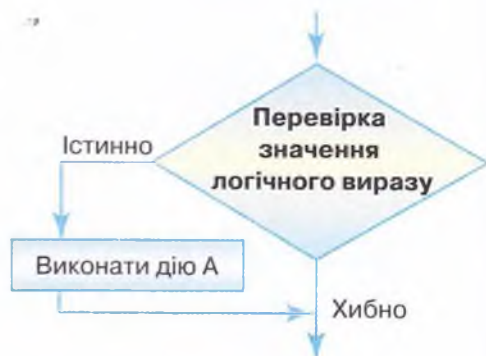 Перевірка
значення
логічного виразу
Істинно
Виконати дію А
Хибно